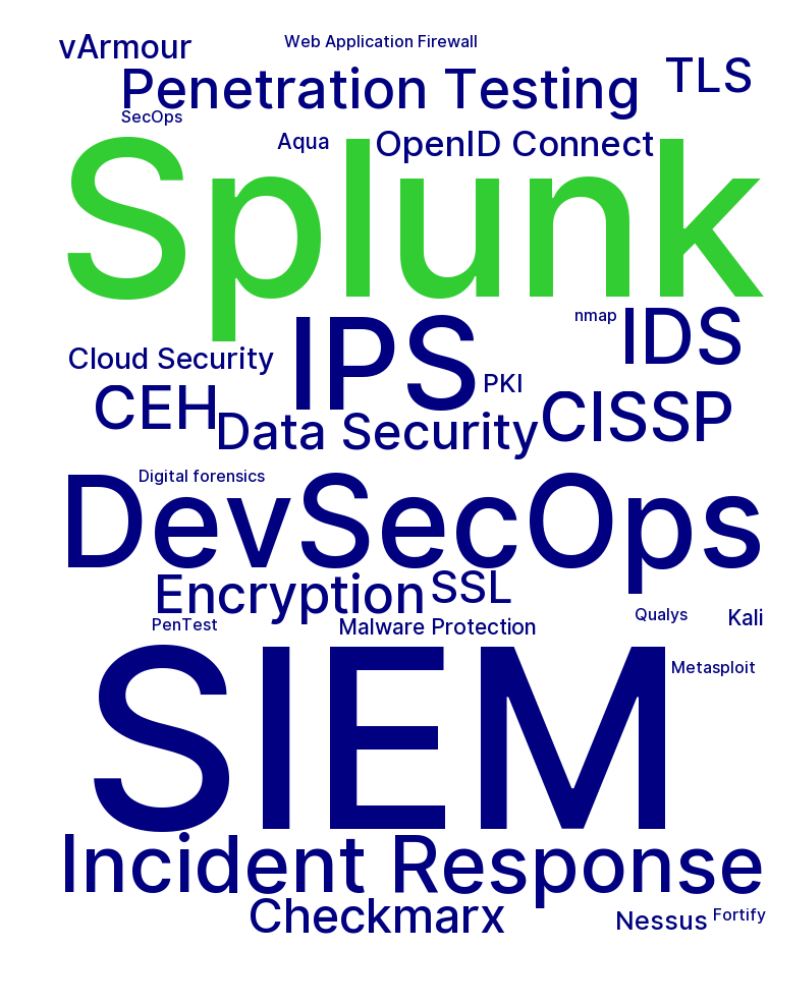 vArmour
Web Application Firewall
Penetration Testing
TLS
SecOps
Aqua
OpenID Connect
Splunk
nmap
IDS
IPS
Cloud Security
PKI
CEH
CISSP
Data Security
Digital forensics
DevSecOps
Encryption
SSL
Qualys
Kali
PenTest
Malware Protection
Metasploit
SIEM
Incident Response
Checkmarx
Nessus
Fortify